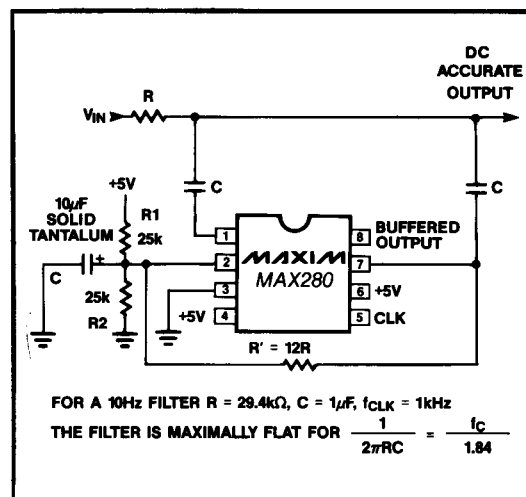 DC
ACCURATE
OUTPUT
R
VIN
C
C
+5V
10µF
SOLID
TANTALUM
R1
25k
C
+
25k
R2
1
2
3
4
+5V
MAXIM
MAX280
8
BUFFERED
OUTPUT
7
6
+5V
5
CLK
R' = 12R
FOR A 10Hz FILTER R = 29.4kΩ, C = 1µF, fCLK = 1kHz
THE FILTER IS MAXIMALLY FLAT FOR 1/2πRC = fC/1.84